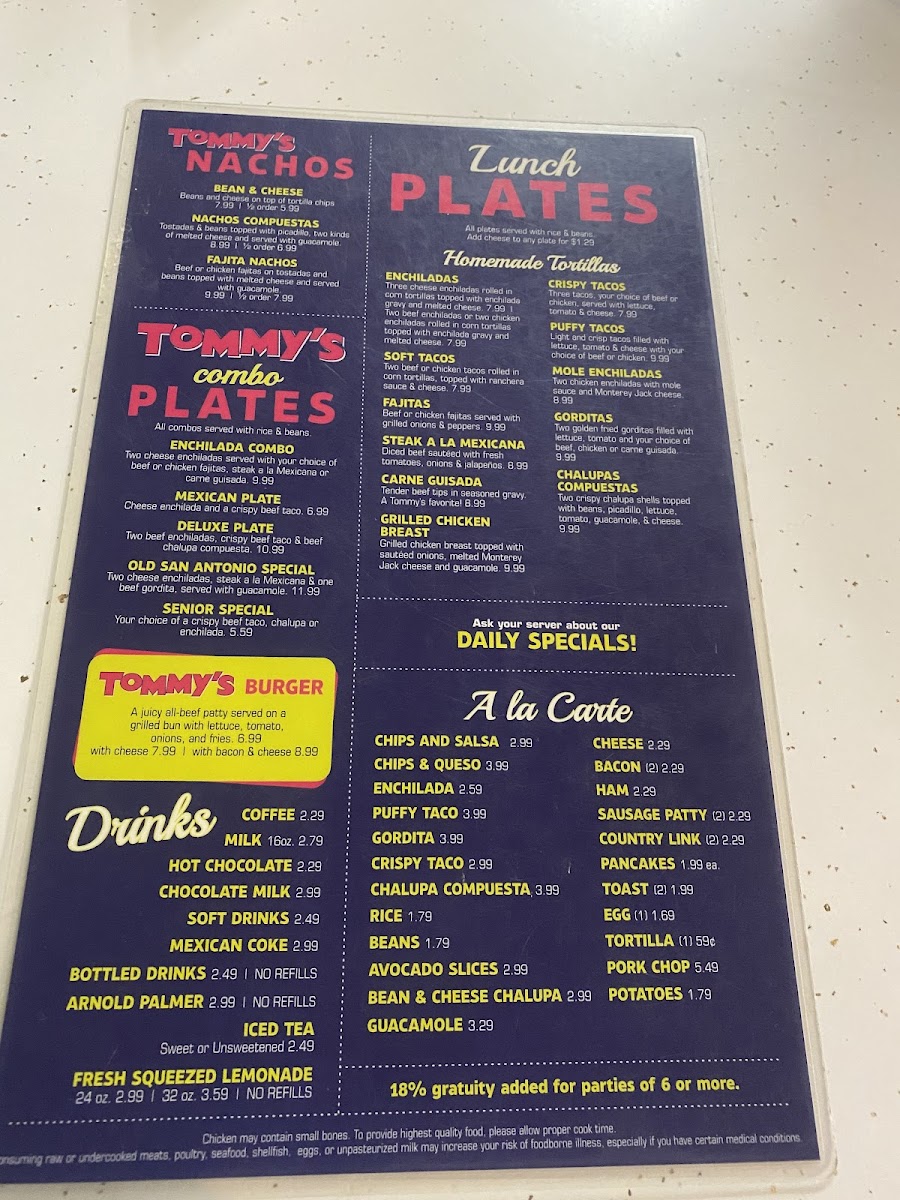 TOMMY'S
NACHOS
BEAN & CHEESE
Beans and cheese on top of tortilla chips
7.99 | ½ order 5.99
NACHOS COMPUESTAS
Tostadas & beans topped with picadillo, two kinds
of melted cheese and served with guacamole.
8.99 | ½ order 6.99
FAJITA NACHOS
Beef or chicken fajitas on tostadas and
beans topped with melted cheese and served
with guacamole.
9.99 | ½ order 7.99
TOMMY'S
combo
PLATES
All combos served with rice & beans.
ENCHILADA COMBO
Two cheese enchiladas served with your choice of
beef or chicken fajitas, steak a la Mexicana or
carne guisada. 9.99
MEXICAN PLATE
Cheese enchilada and a crispy beef taco. 6.99
DELUXE PLATE
Two beef enchiladas, crispy beef taco & beef
chalupa compuesta. 10.99
OLD SAN ANTONIO SPECIAL
Two cheese enchiladas, steak a la Mexicana & one
beef gordita, served with guacamole. 11.99
SENIOR SPECIAL
Your choice of a crispy beef taco, chalupa or
enchilada. 5.59
TOMMY'S BURGER
A juicy all-beef patty served on a
grilled bun with lettuce, tomato,
onions, and fries. 6.99
with cheese 7.99 | with bacon & cheese 8.99
Drinks
COFFEE 2.29
MILK 16oz. 2.79
HOT CHOCOLATE 2.29
CHOCOLATE MILK 2.99
SOFT DRINKS 2.49
MEXICAN COKE 2.99
BOTTLED DRINKS 2.49 | NO REFILLS
ARNOLD PALMER 2.99 | NO REFILLS
ICED TEA
Sweet or Unsweetened 2.49
FRESH SQUEEZED LEMONADE
24 oz. 2.99 | 32 oz. 3.59 | NO REFILLS
Lunch
PLATES
All plates served with rice & beans.
Add cheese to any plate for $1.29
Homemade Tortillas
ENCHILADAS
Three cheese enchiladas rolled in
corn tortillas topped with enchilada
gravy and melted cheese. 7.99 |
Two beef enchiladas or two chicken
enchiladas rolled in corn tortillas
topped with enchilada gravy and
melted cheese. 7.99
SOFT TACOS
Two beef or chicken tacos rolled in
corn tortillas, topped with ranchera
sauce & cheese. 7.99
FAJITAS
Beef or chicken fajitas served with
grilled onions & peppers. 9.99
STEAK A LA MEXICANA
Diced beef sautéed with fresh
tomatoes, onions & jalapeños. 8.99
CARNE GUISADA
Tender beef tips in seasoned gravy.
A Tommy's favorite! 8.99
GRILLED CHICKEN
BREAST
Grilled chicken breast topped with
sautéed onions, melted Monterey
Jack cheese and guacamole. 9.99
CRISPY TACOS
Three tacos, your choice of beef or
chicken, served with lettuce,
tomato & cheese. 7.99
PUFFY TACOS
Light and crisp tacos filled with
lettuce, tomato & cheese with your
choice of beef or chicken. 9.99
MOLE ENCHILADAS
Two chicken enchiladas with mole
sauce and Monterey Jack cheese.
8.99
GORDITAS
Two golden fried gorditas filled with
lettuce, tomato and your choice of
beef, chicken or carne guisada.
9.99
CHALUPAS
COMPUESTAS
Two crispy chalupa shells topped
with beans, picadillo, lettuce,
tomato, guacamole, & cheese.
9.99
Ask your server about our
DAILY SPECIALS!
A la Carte
CHIPS AND SALSA 2.99
CHIPS & QUESO 3.99
ENCHILADA 2.59
PUFFY TACO 3.99
GORDITA 3.99
CRISPY TACO 2.99
CHALUPA COMPUESTA 3.99
RICE 1.79
BEANS 1.79
AVOCADO SLICES 2.99
BEAN & CHEESE CHALUPA 2.99
GUACAMOLE 3.29
CHEESE 2.29
BACON (2) 2.29
HAM 2.29
SAUSAGE PATTY (2) 2.29
COUNTRY LINK (2) 2.29
PANCAKES 1.99 ea.
TOAST (2) 1.99
EGG (1) 1.69
TORTILLA (1) 59¢
PORK CHOP 5.49
POTATOES 1.79
18% gratuity added for parties of 6 or more.
Chicken may contain small bones. To provide highest quality food, please allow proper cook time.
onsuming raw or undercooked meats, poultry, seafood, shellfish, eggs, or unpasteurized milk may increase your risk of foodborne illness, especially if you have certain medical conditions.